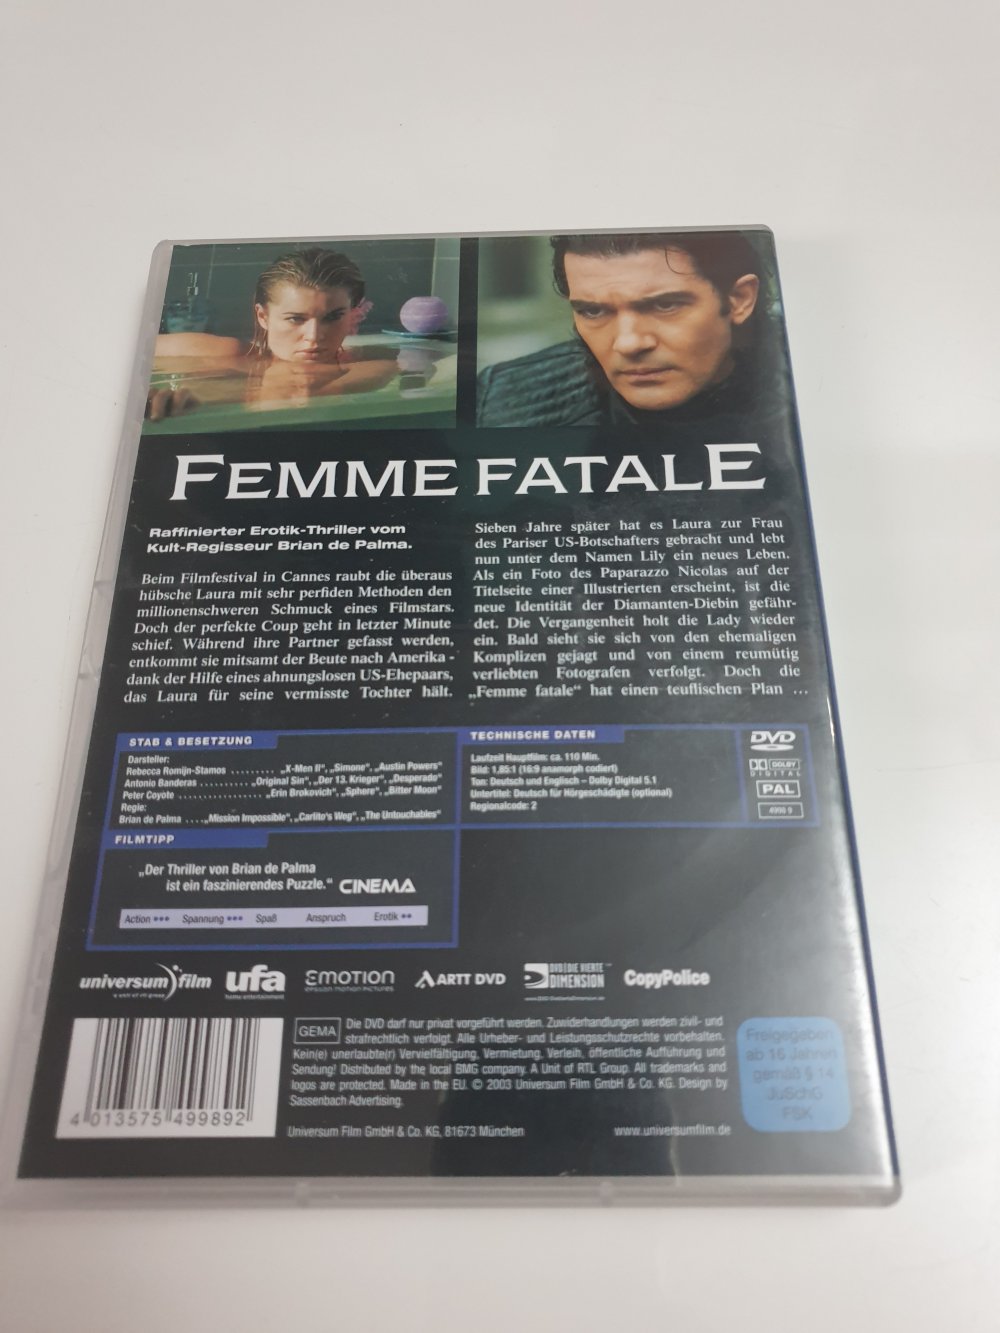 FEMME FATALE
Raffinierter Erotik-Thriller vom
Kult-Regisseur Brian de Palma.
Beim Filmfestival in Cannes raubt die überaus
hübsche Laura mit sehr perfiden Methoden den
millionenschweren Schmuck eines Filmstars.
Doch der perfekte Coup geht in letzter Minute
schief. Während ihre Partner gefasst werden,
entkommt sie mitsamt der Beute nach Amerika -
dank der Hilfe eines ahnungslosen US-Ehepaars,
das Laura für seine vermisste Tochter hält.
Sieben Jahre später hat es Laura zur Frau
des Pariser US-Botschafters gebracht und lebt
nun unter dem Namen Lily ein neues Leben.
Als ein Foto des Paparazzo Nicolas auf der
Titelseite einer Illustrierten erscheint, ist die
neue Identität der Diamanten-Diebin gefähr-
det. Die Vergangenheit holt die Lady wieder
ein. Bald sieht sie sich von den ehemaligen
Komplizen gejagt und von einem reumütig
verliebten Fotografen verfolgt. Doch die
„Femme fatale“ hat einen teuflischen Plan ...
STAB & BESETZUNG
Darsteller:
Rebecca Romijn-Stamos ......... „X-Men II“, „Simone“, „Austin Powers“
Antonio Banderas .......... „Original Sin“, „Der 13. Krieger“, „Desperado“
Peter Coyote ................. „Erin Brokovich“, „Sphere“, „Bitter Moon“
Regie:
Brian de Palma ....„Mission Impossible“, „Carlito's Weg“, „The Untouchables“
TECHNISCHE DATEN
Laufzeit Hauptfilm: ca. 110 Min.
Bild: 1,85:1 (16:9 anamorph codiert)
Ton: Deutsch und Englisch – Dolby Digital 5.1
Untertitel: Deutsch für Hörgeschädigte (optional)
Regionalcode: 2
DVD
DOLBY
DIGITAL
PAL
4990 9
FILMTIPP
„Der Thriller von Brian de Palma
ist ein faszinierendes Puzzle.“ CINEMA
Action ••• Spannung ••• Spaß Anspruch Erotik ••
universum film
ufa
home entertainment
EMOTION
ARTT DVD
DVD | DIE VIERTE
DIMENSION
CopyPolice
GEMA
Die DVD darf nur privat vorgeführt werden. Zuwiderhandlungen werden zivil- und
strafrechtlich verfolgt. Alle Urheber- und Leistungsschutzrechte vorbehalten.
Kein(e) unerlaubte(r) Vervielfältigung, Vermietung, Verleih, öffentliche Aufführung und
Sendung! Distributed by the local BMG company. A Unit of RTL Group. All trademarks and
logos are protected. Made in the EU. © 2003 Universum Film GmbH & Co. KG. Design by
Sassenbach Advertising.
Universum Film GmbH & Co. KG, 81673 München
www.universumfilm.de
4 013575 499892
Freigegeben
ab 16 Jahren
gemäß § 14
JuSchG
FSK